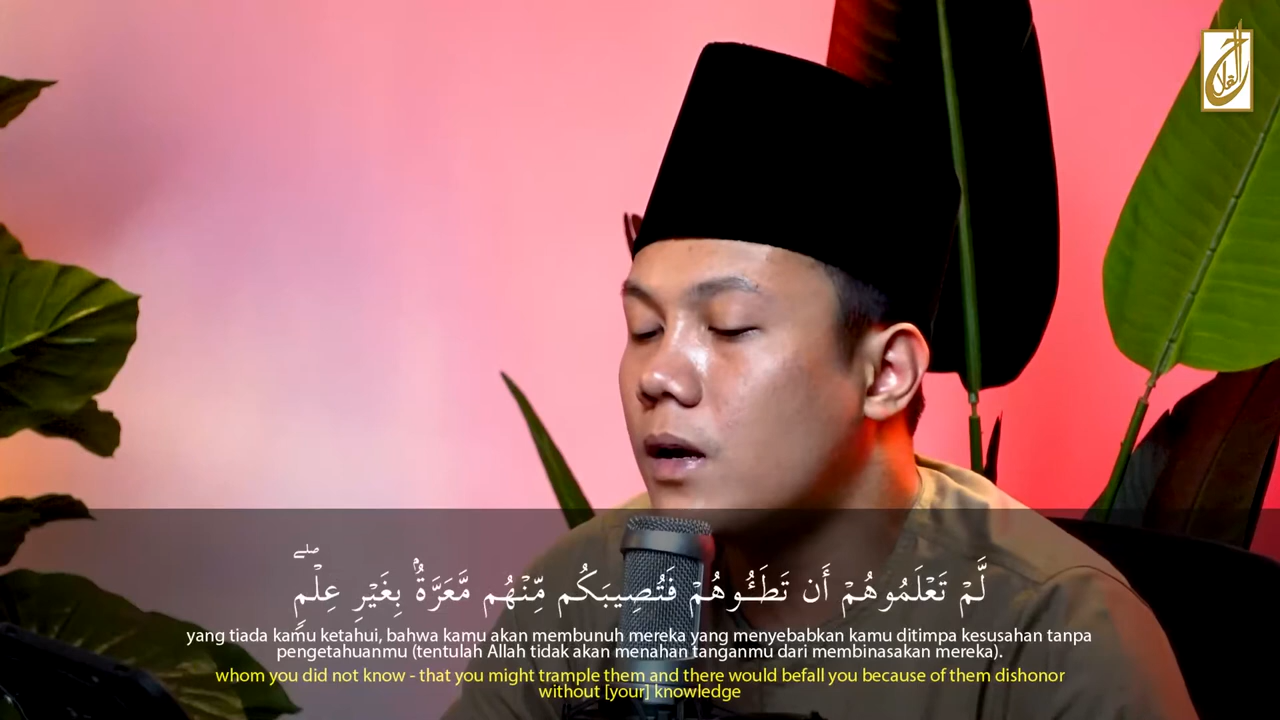 لَّمْ تَعْلَمُوهُمْ أَن تَطَـُٔوهُمْ فَتُصِيبَكُم مِّنْهُم مَّعَرَّةٌۢ بِغَيْرِ عِلْمٍۢ ۖ
yang tiada kamu ketahui, bahwa kamu akan membunuh mereka yang menyebabkan kamu ditimpa kesusahan tanpa
pengetahuanmu (tentulah Allah tidak akan menahan tanganmu dari membinasakan mereka).
whom you did not know - that you might trample them and there would befall you because of them dishonor
without [your] knowledge